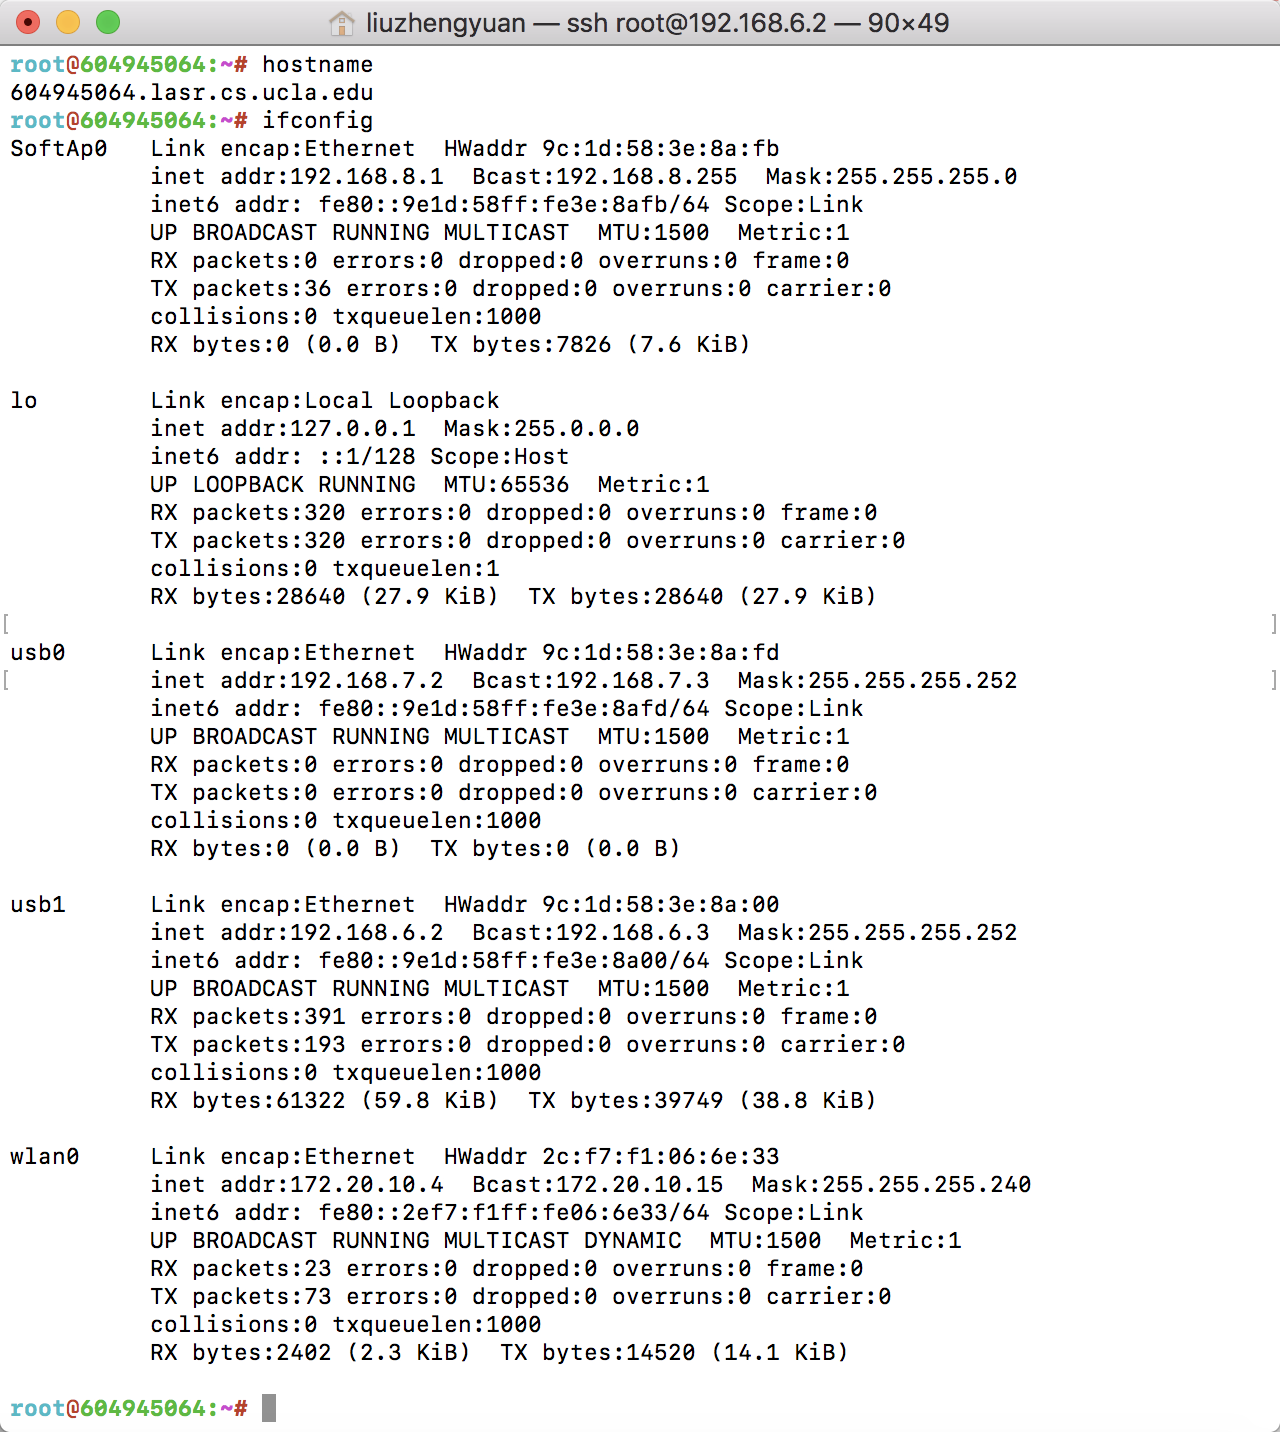 liuzhengyuan — ssh root@192.168.6.2 — 90×49
root@604945064:~# hostname
604945064.lasr.cs.ucla.edu
root@604945064:~# ifconfig
SoftAp0   Link encap:Ethernet  HWaddr 9c:1d:58:3e:8a:fb
          inet addr:192.168.8.1  Bcast:192.168.8.255  Mask:255.255.255.0
          inet6 addr: fe80::9e1d:58ff:fe3e:8afb/64 Scope:Link
          UP BROADCAST RUNNING MULTICAST  MTU:1500  Metric:1
          RX packets:0 errors:0 dropped:0 overruns:0 frame:0
          TX packets:36 errors:0 dropped:0 overruns:0 carrier:0
          collisions:0 txqueuelen:1000
          RX bytes:0 (0.0 B)  TX bytes:7826 (7.6 KiB)

lo        Link encap:Local Loopback
          inet addr:127.0.0.1  Mask:255.0.0.0
          inet6 addr: ::1/128 Scope:Host
          UP LOOPBACK RUNNING  MTU:65536  Metric:1
          RX packets:320 errors:0 dropped:0 overruns:0 frame:0
          TX packets:320 errors:0 dropped:0 overruns:0 carrier:0
          collisions:0 txqueuelen:1
          RX bytes:28640 (27.9 KiB)  TX bytes:28640 (27.9 KiB)
[ ]
usb0      Link encap:Ethernet  HWaddr 9c:1d:58:3e:8a:fd
[         inet addr:192.168.7.2  Bcast:192.168.7.3  Mask:255.255.255.252 ]
          inet6 addr: fe80::9e1d:58ff:fe3e:8afd/64 Scope:Link
          UP BROADCAST RUNNING MULTICAST  MTU:1500  Metric:1
          RX packets:0 errors:0 dropped:0 overruns:0 frame:0
          TX packets:0 errors:0 dropped:0 overruns:0 carrier:0
          collisions:0 txqueuelen:1000
          RX bytes:0 (0.0 B)  TX bytes:0 (0.0 B)

usb1      Link encap:Ethernet  HWaddr 9c:1d:58:3e:8a:00
          inet addr:192.168.6.2  Bcast:192.168.6.3  Mask:255.255.255.252
          inet6 addr: fe80::9e1d:58ff:fe3e:8a00/64 Scope:Link
          UP BROADCAST RUNNING MULTICAST  MTU:1500  Metric:1
          RX packets:391 errors:0 dropped:0 overruns:0 frame:0
          TX packets:193 errors:0 dropped:0 overruns:0 carrier:0
          collisions:0 txqueuelen:1000
          RX bytes:61322 (59.8 KiB)  TX bytes:39749 (38.8 KiB)

wlan0     Link encap:Ethernet  HWaddr 2c:f7:f1:06:6e:33
          inet addr:172.20.10.4  Bcast:172.20.10.15  Mask:255.255.255.240
          inet6 addr: fe80::2ef7:f1ff:fe06:6e33/64 Scope:Link
          UP BROADCAST RUNNING MULTICAST DYNAMIC  MTU:1500  Metric:1
          RX packets:23 errors:0 dropped:0 overruns:0 frame:0
          TX packets:73 errors:0 dropped:0 overruns:0 carrier:0
          collisions:0 txqueuelen:1000
          RX bytes:2402 (2.3 KiB)  TX bytes:14520 (14.1 KiB)

root@604945064:~#